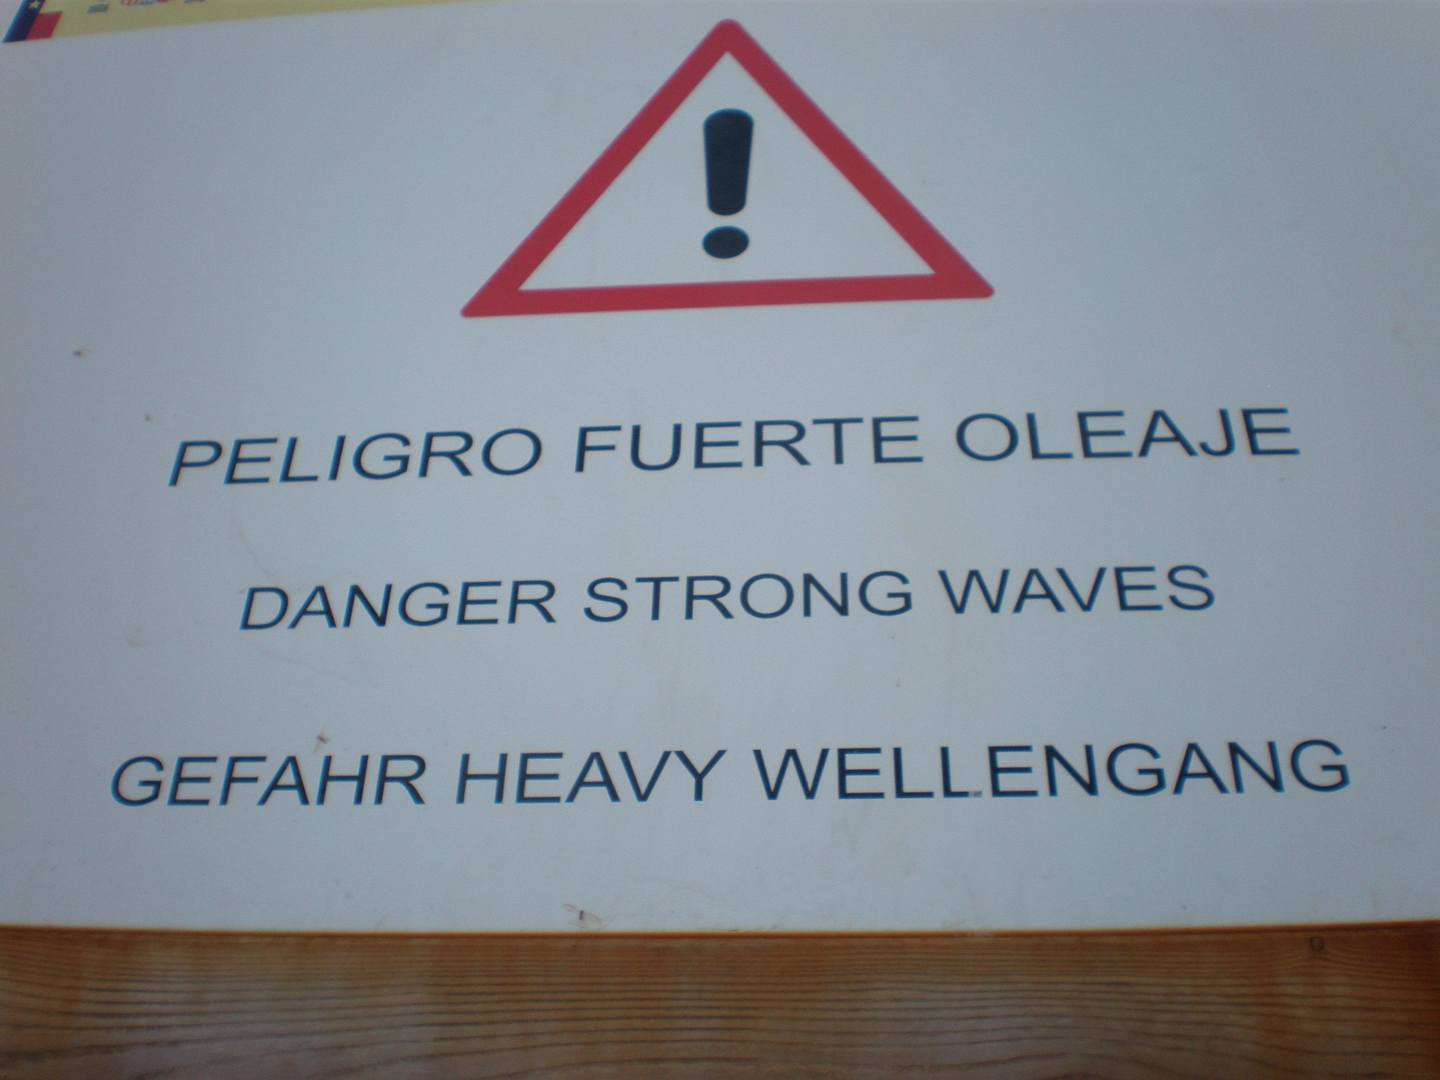 PELIGRO FUERTE OLEAJE
DANGER STRONG WAVES
GEFAHR HEAVY WELLENGANG